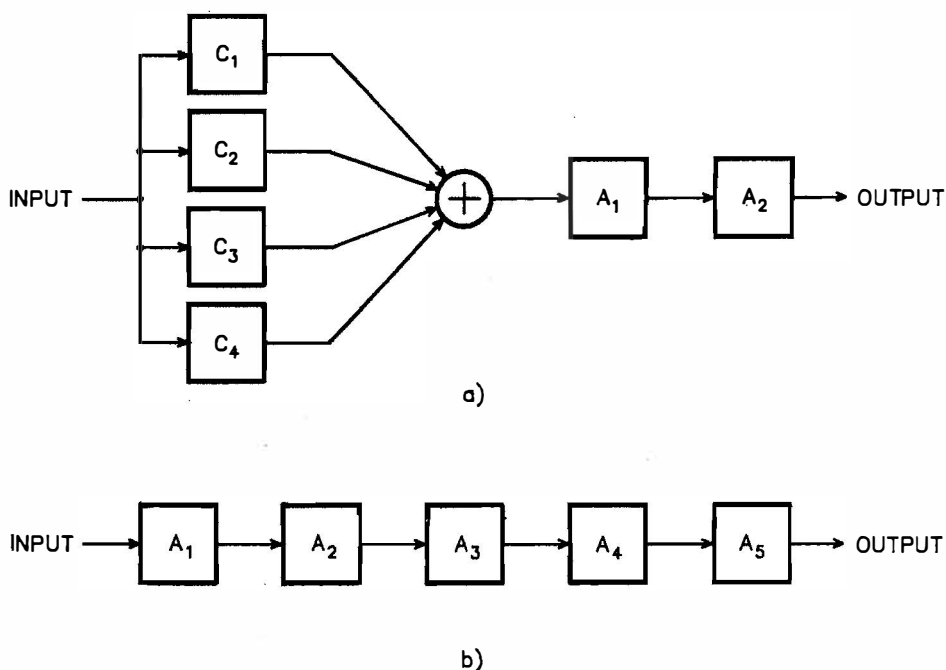 C₁
C₂
INPUT
A₁
A₂
OUTPUT
C₃
C₄
a)
INPUT
A₁
A₂
A₃
A₄
A₅
OUTPUT
b)